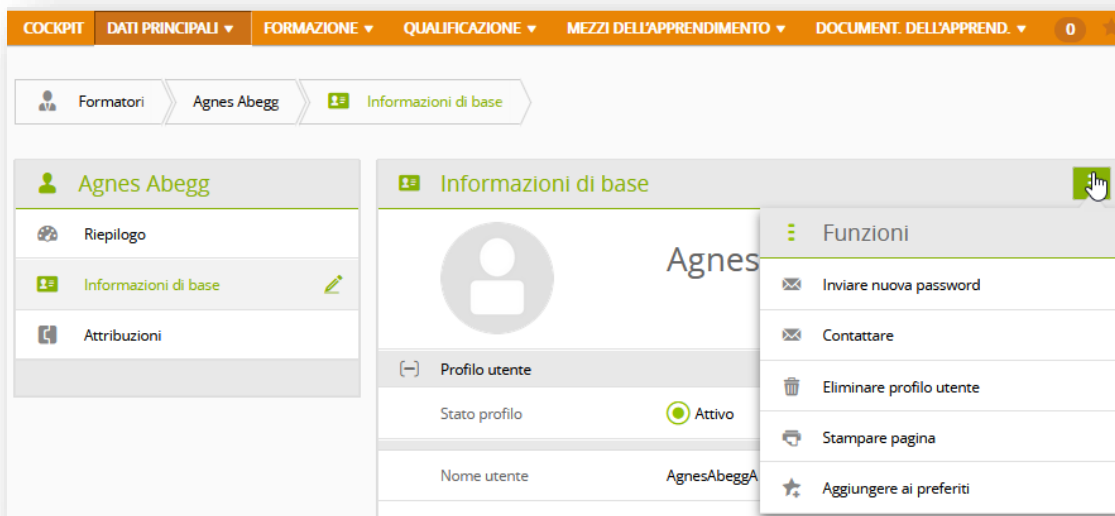 COCKPIT DATI PRINCIPALI FORMAZIONE QUALIFICAZIONE MEZZI DELL'APPRENDIMENTO DOCUMENT. DELL'APPREND. 0
Formatori Agnes Abegg Informazioni di base
Agnes Abegg
Riepilogo
Informazioni di base
Attribuzioni
Informazioni di base
Agnes
Profilo utente
Stato profilo Attivo
Nome utente AgnesAbeggA
Funzioni
Inviare nuova password
Contattare
Eliminare profilo utente
Stampare pagina
Aggiungere ai preferiti